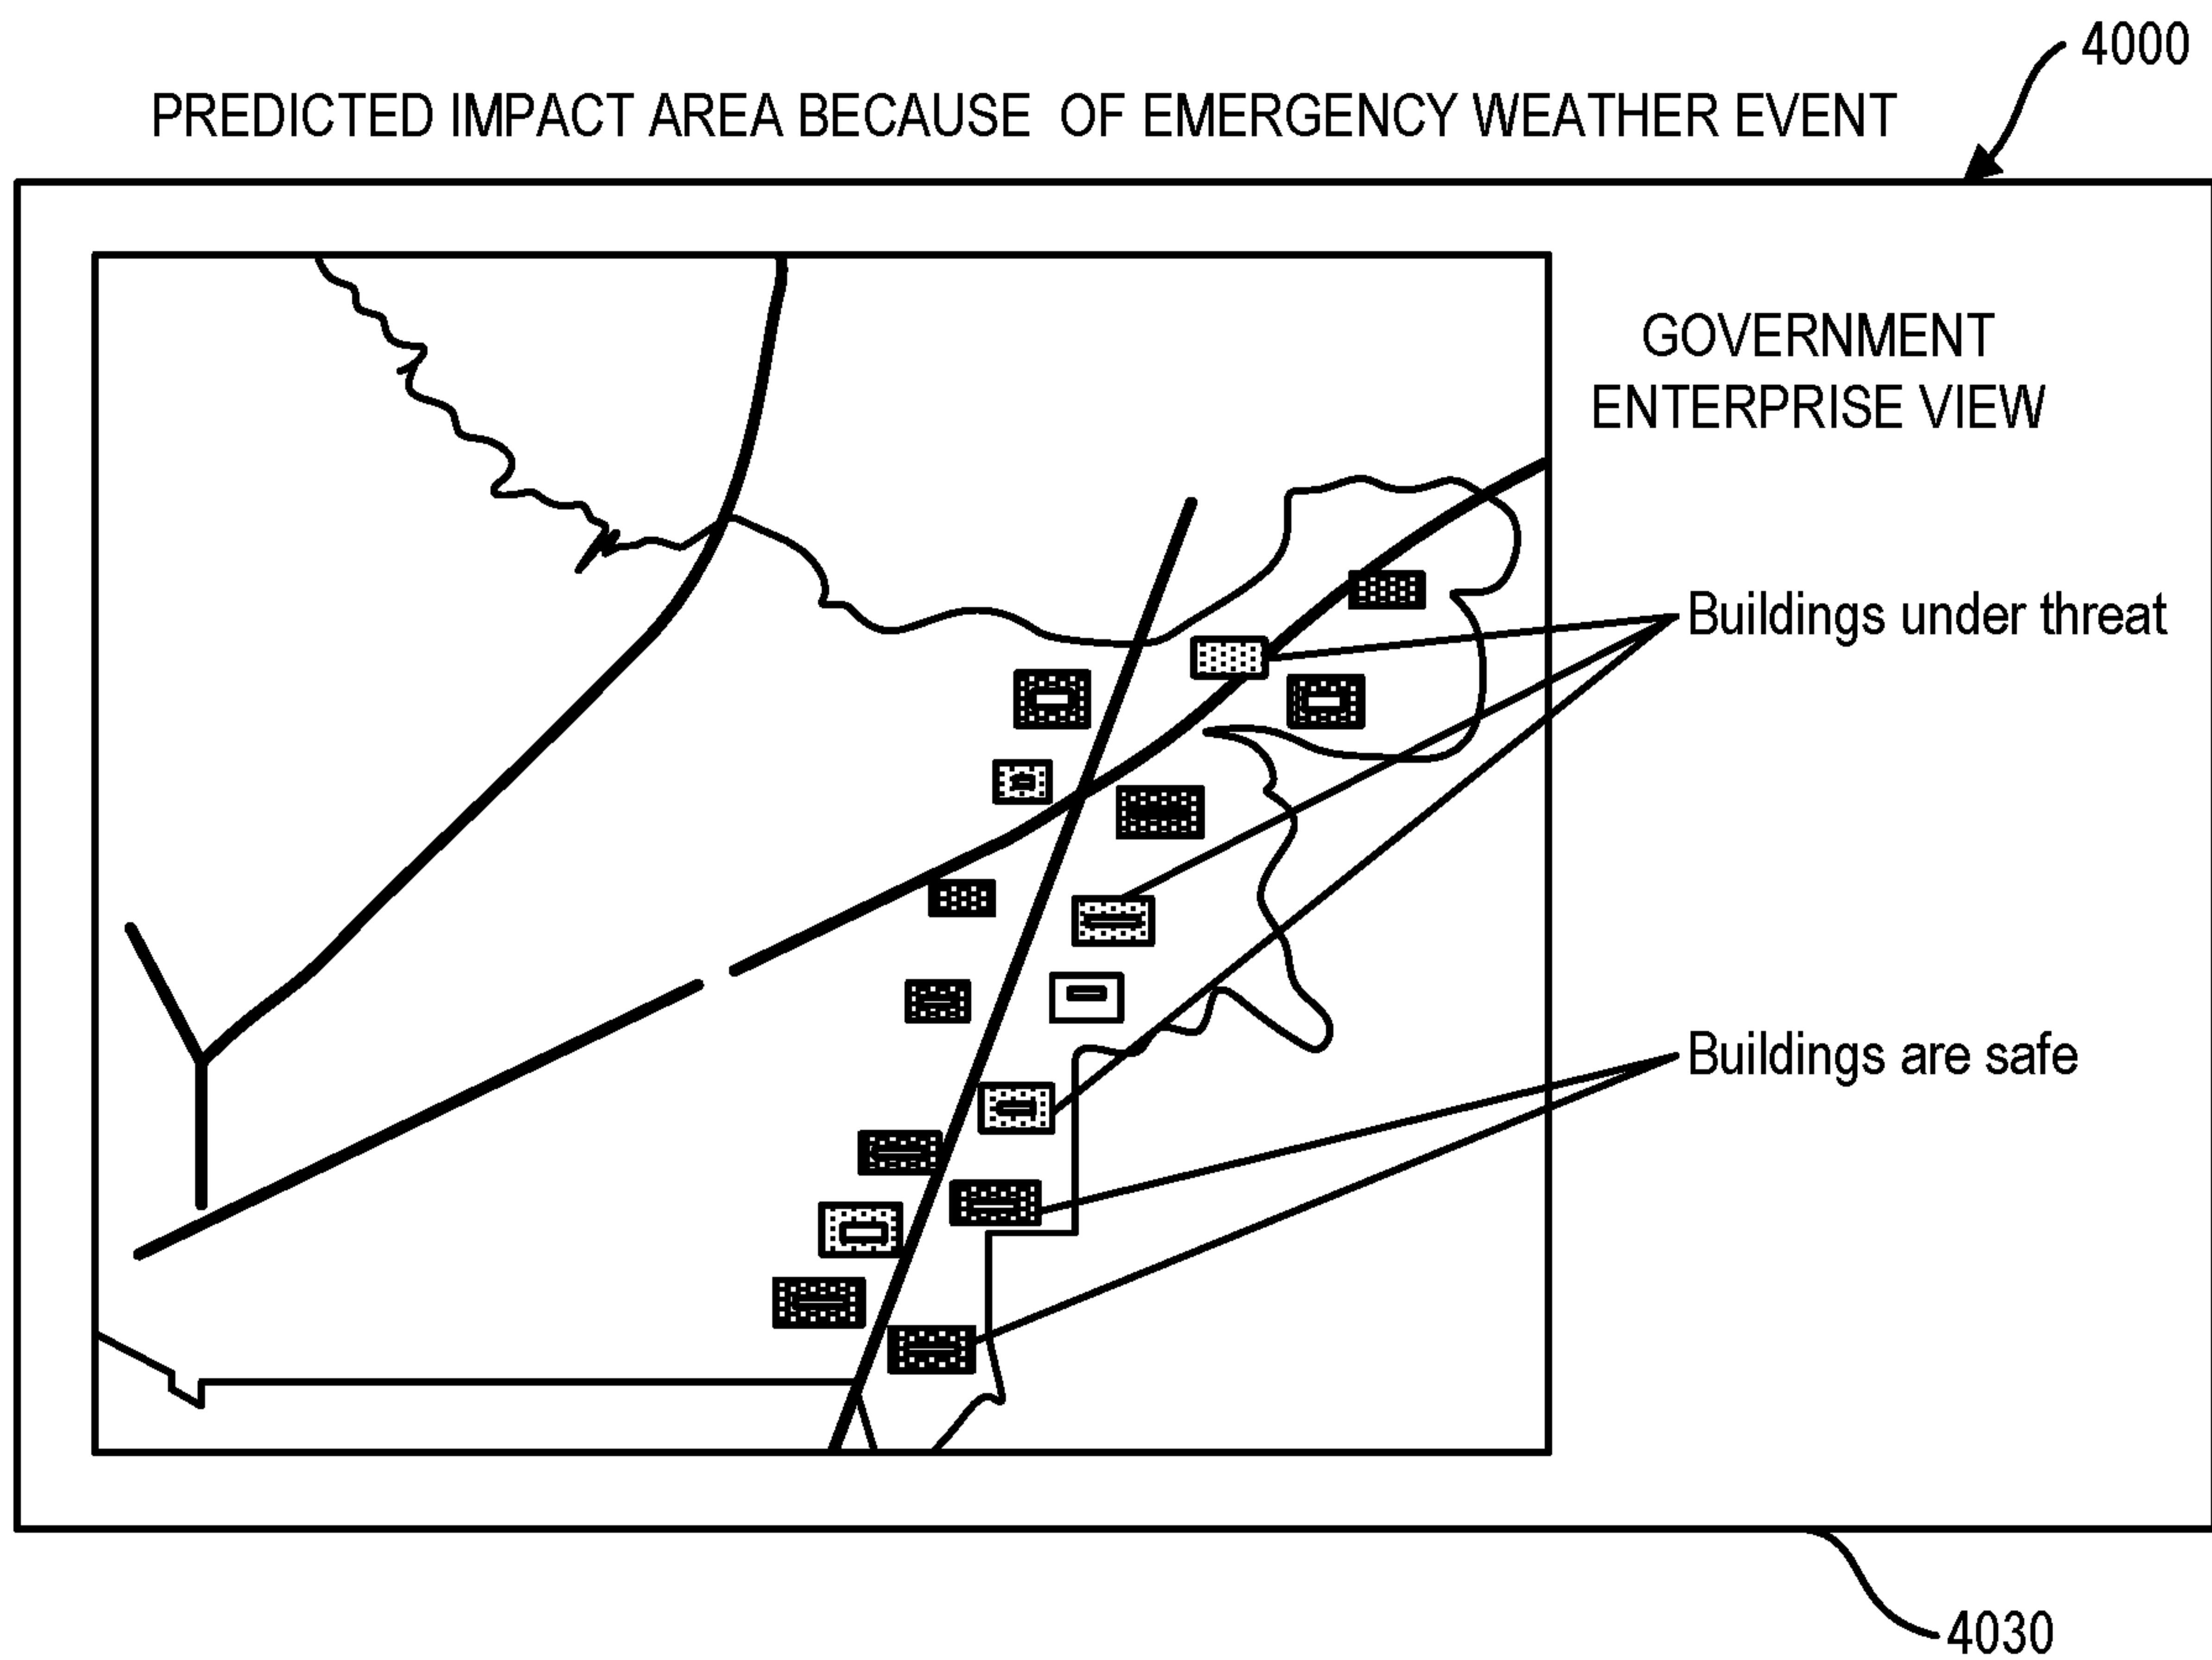 4000
PREDICTED IMPACT AREA BECAUSE OF EMERGENCY WEATHER EVENT
GOVERNMENT
ENTERPRISE VIEW
Buildings under threat
Buildings are safe
4030